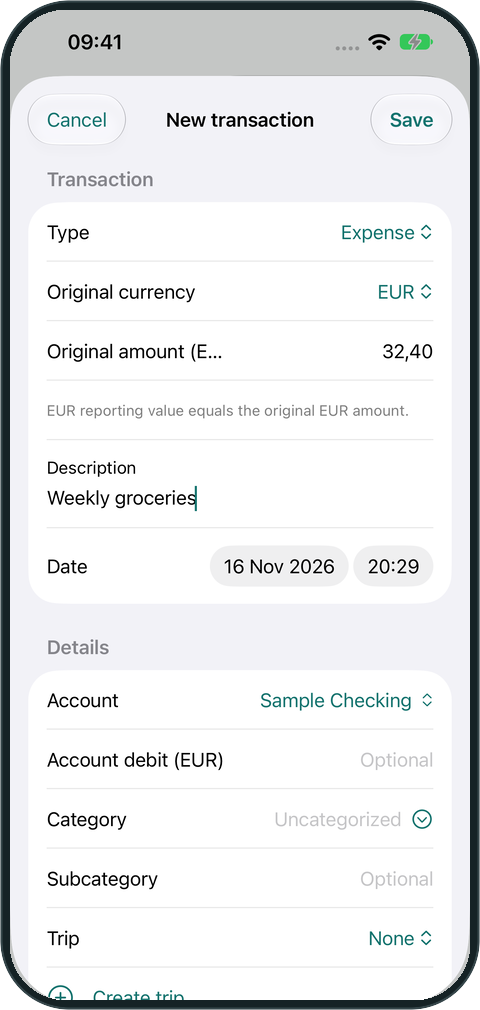 09:41
Cancel New transaction Save
Transaction
Type Expense
Original currency EUR
Original amount (E... 32,40
EUR reporting value equals the original EUR amount.
Description
Weekly groceries
Date 16 Nov 2026 20:29
Details
Account Sample Checking
Account debit (EUR) Optional
Category Uncategorized
Subcategory Optional
Trip None
Create trip